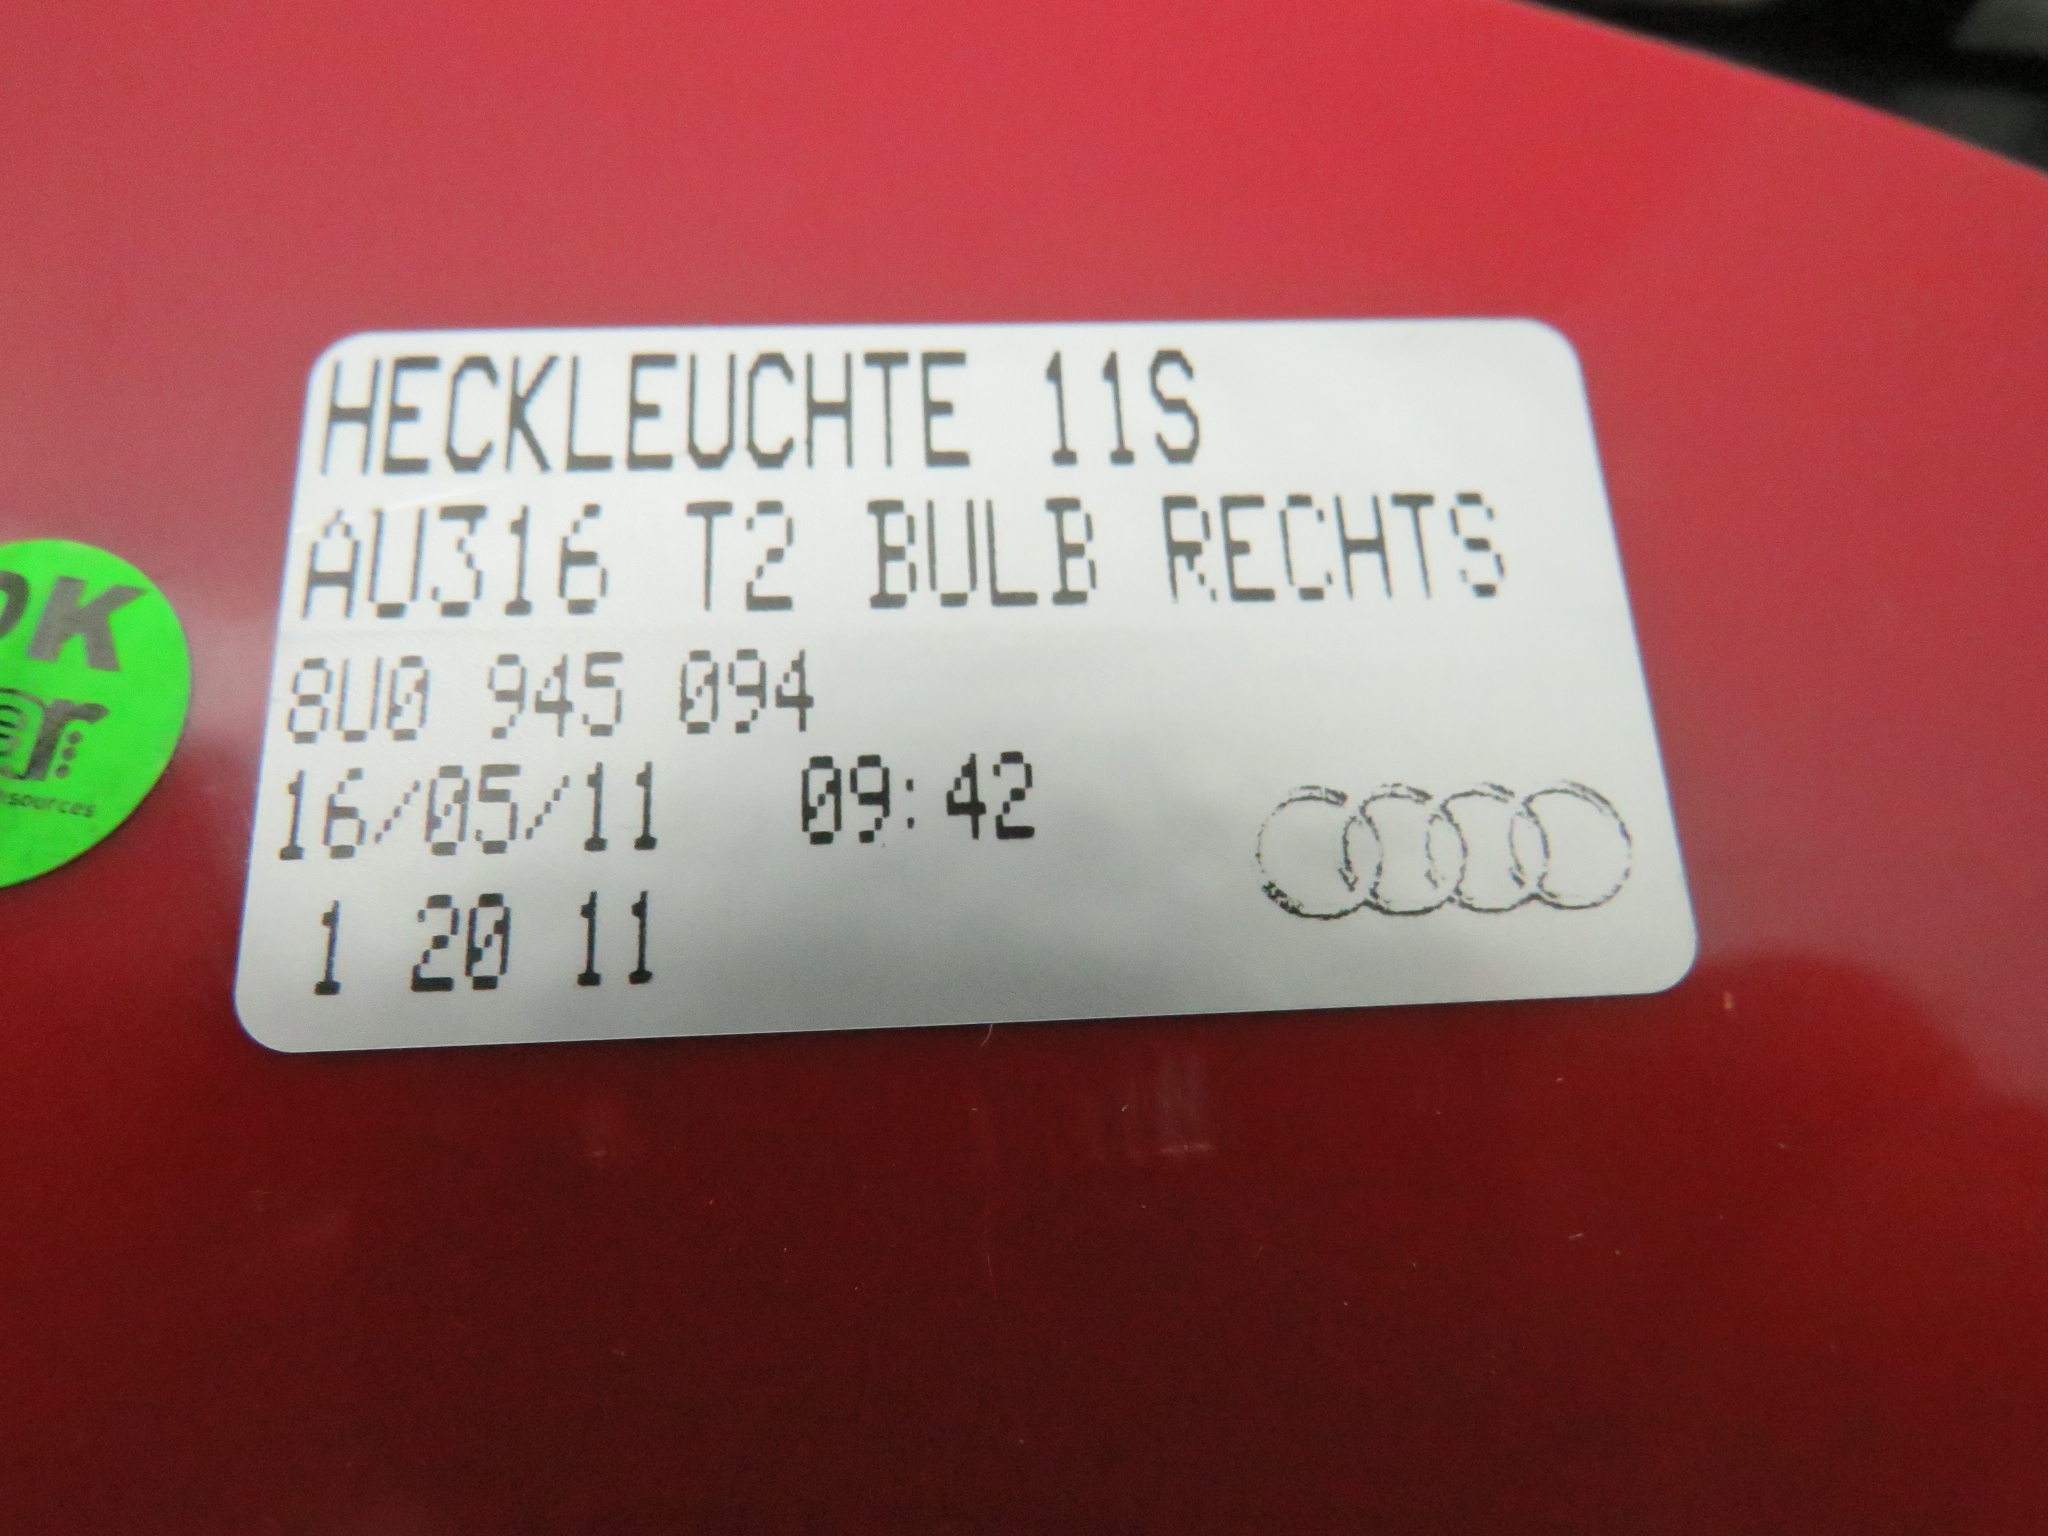 HECKLEUCHTE 11S
AU316 T2 BULB RECHTS
8U0 945 094
16/05/11 09:42
1 20 11